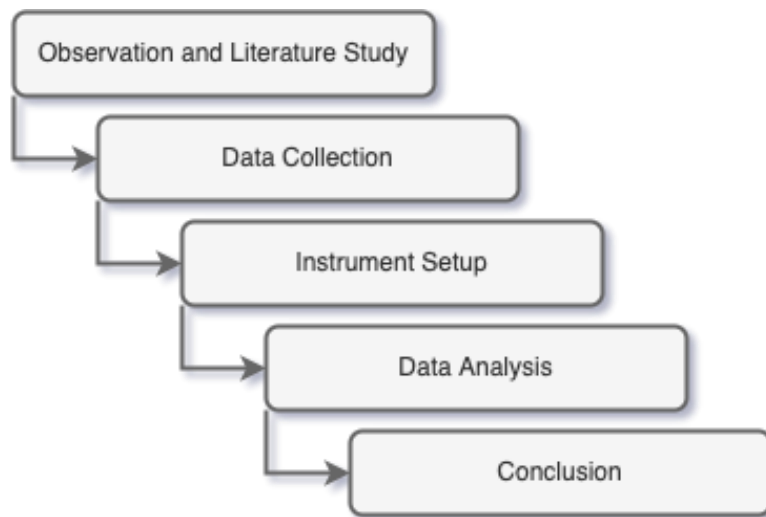 Observation and Literature Study
Data Collection
Instrument Setup
Data Analysis
Conclusion